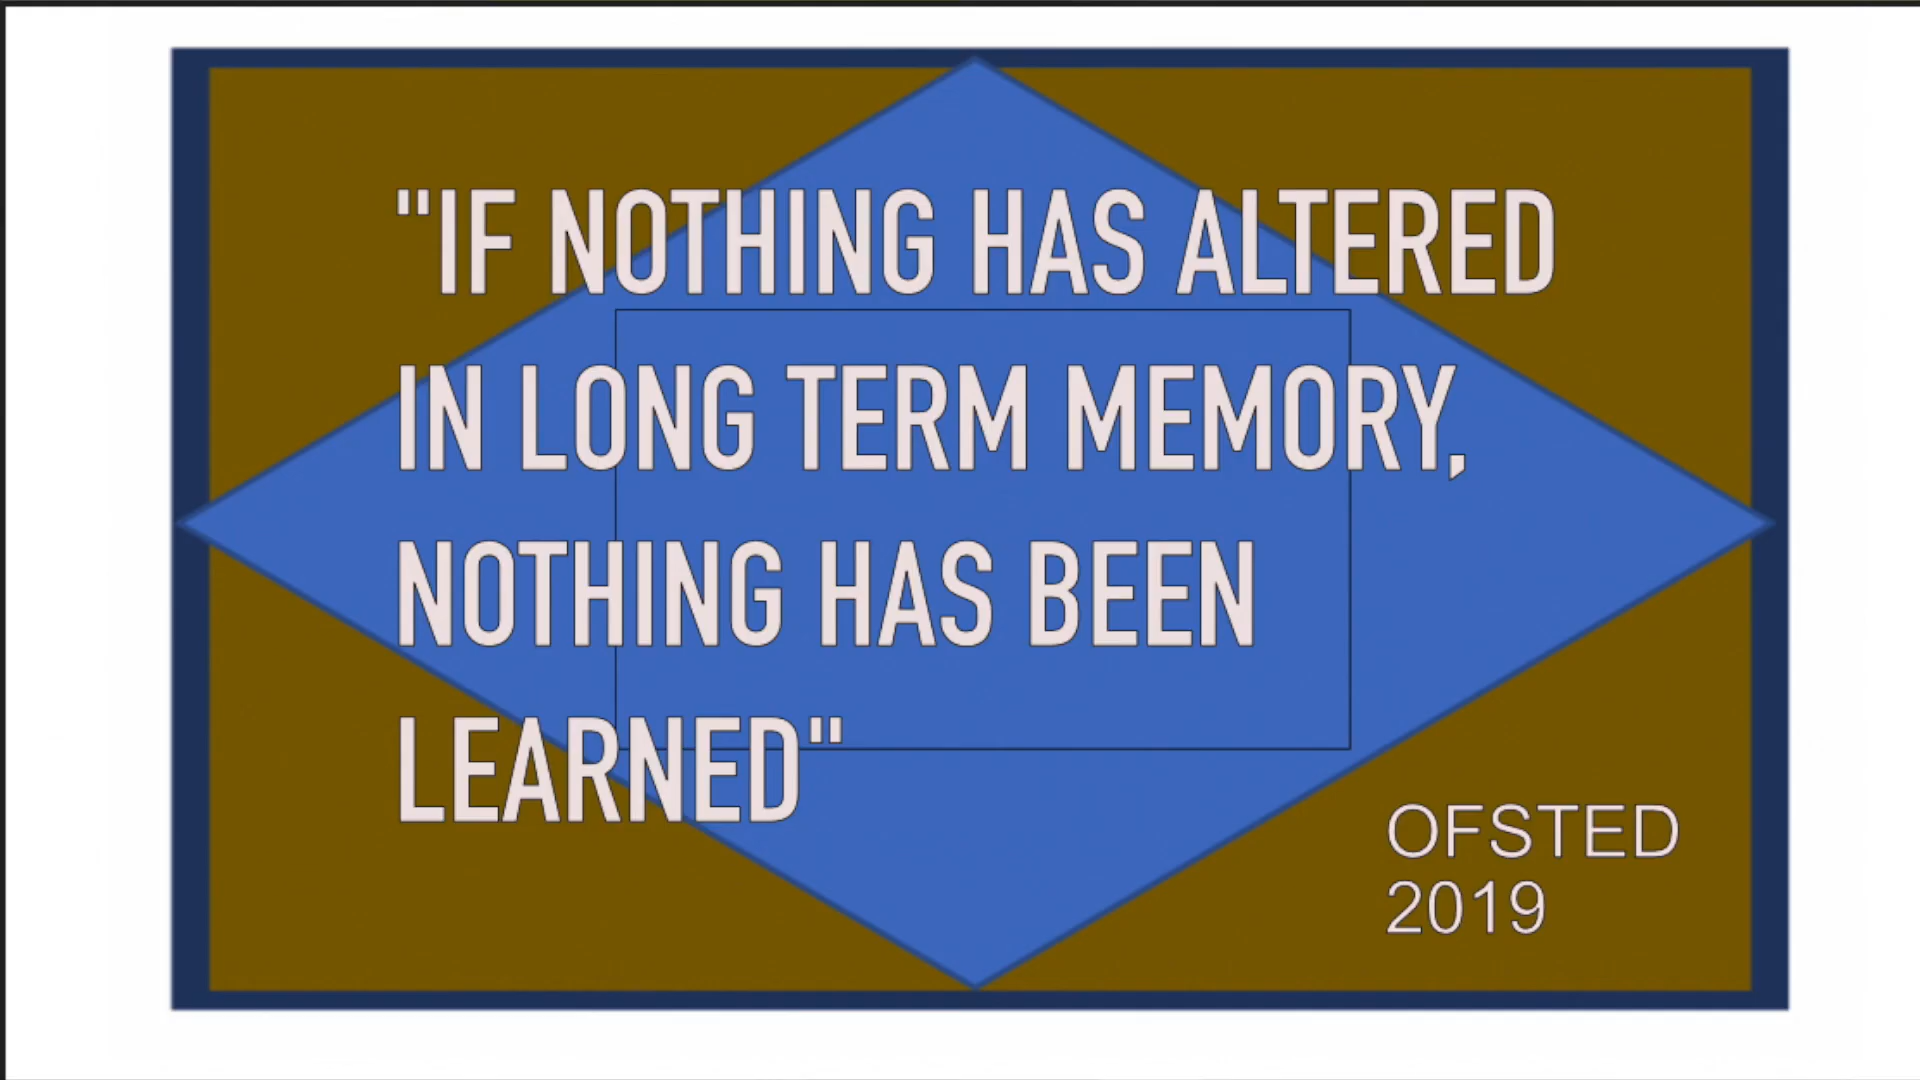 "IF NOTHING HAS ALTERED
IN LONG TERM MEMORY,
NOTHING HAS BEEN
LEARNED"
OFSTED
2019